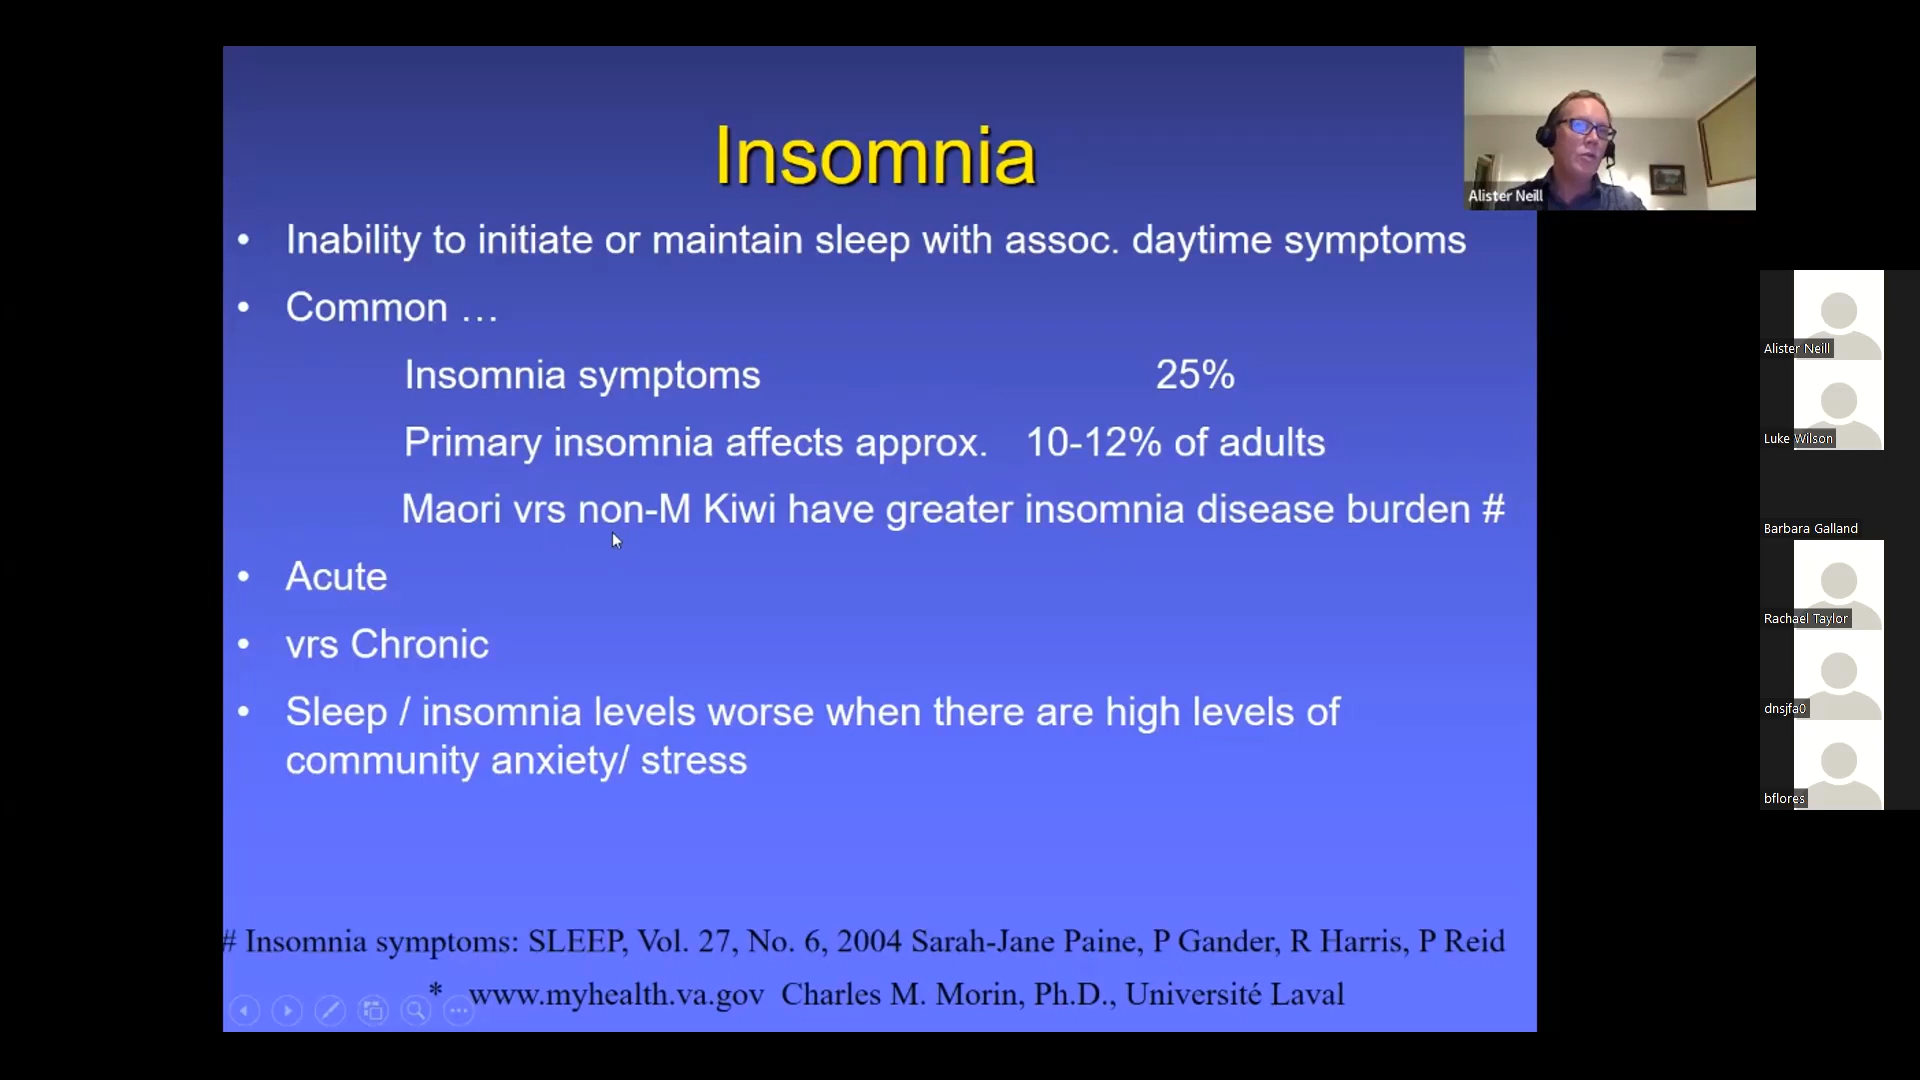 Insomnia
• Inability to initiate or maintain sleep with assoc. daytime symptoms
• Common …
Insomnia symptoms 25%
Primary insomnia affects approx. 10-12% of adults
Maori vrs non-M Kiwi have greater insomnia disease burden #
• Acute
• vrs Chronic
• Sleep / insomnia levels worse when there are high levels of
community anxiety/ stress
# Insomnia symptoms: SLEEP, Vol. 27, No. 6, 2004 Sarah-Jane Paine, P Gander, R Harris, P Reid
* www.myhealth.va.gov Charles M. Morin, Ph.D., Université Laval
Alister Neill
Alister Neill
Luke Wilson
Barbara Galland
Rachael Taylor
dnsjfa0
bflores